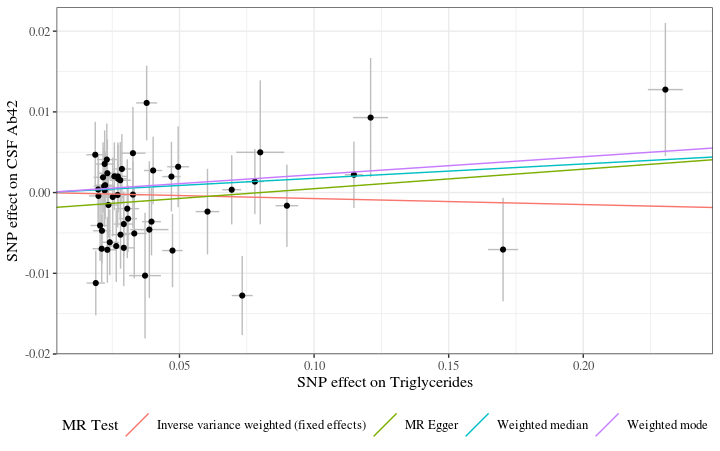 SNP effect on CSF Ab42
0.02
0.01
0.00
-0.01
-0.02
0.05
0.10
0.15
0.20
SNP effect on Triglycerides
MR Test
Inverse variance weighted (fixed effects)
MR Egger
Weighted median
Weighted mode